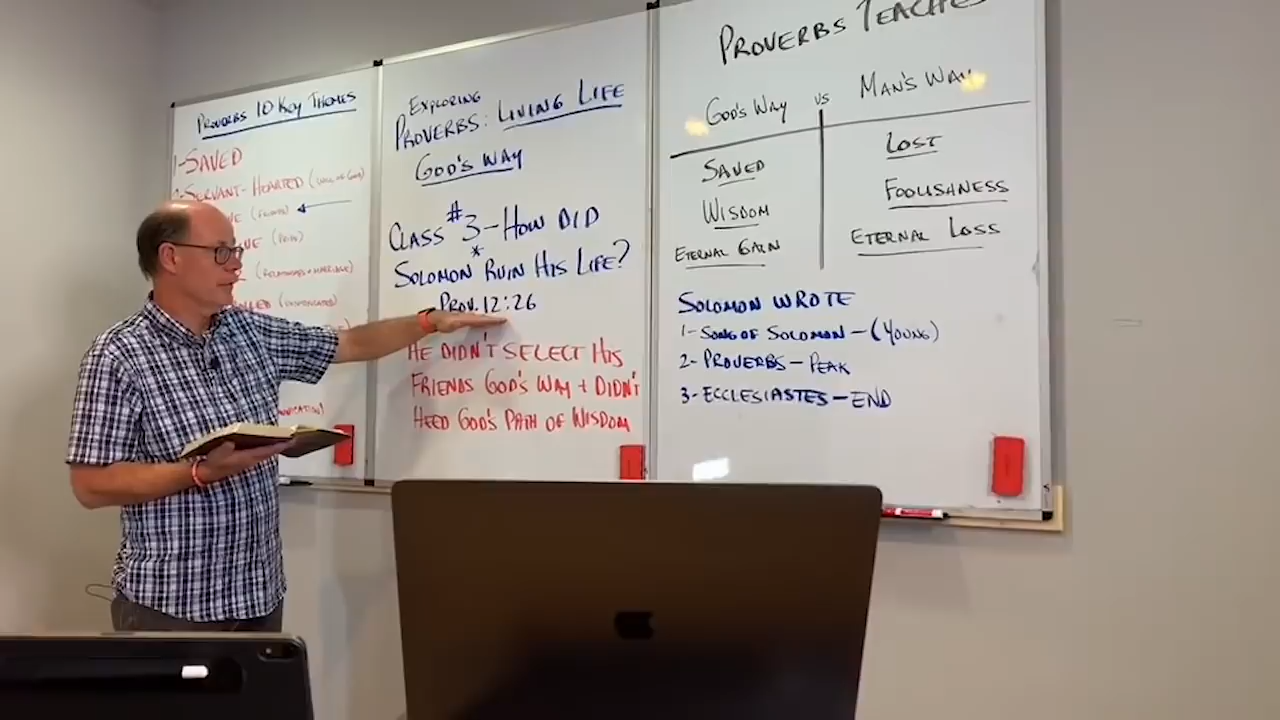 PROVERBS 10 KEY THEMES
1-SAVED
2-SERVANT-HEARTED
(FRIENDS)
EXPLORING
PROVERBS: LIVING LIFE
GOD'S WAY
CLASS #3-HOW DID
SOLOMON* RUIN HIS LIFE?
PROV. 12:26
HE DIDN'T SELECT HIS
FRIENDS GOD'S WAY + DIDN'T
HEED GOD'S PATH OF WISDOM
PROVERBS TEACHES
GOD'S WAY VS MAN'S WAY
SAVED LOST
WISDOM FOOLISHNESS
ETERNAL GAIN ETERNAL LOSS
SOLOMON WROTE
1-SONG OF SOLOMON-(YOUNG)
2-PROVERBS-PEAK
3-ECCLESIASTES-END